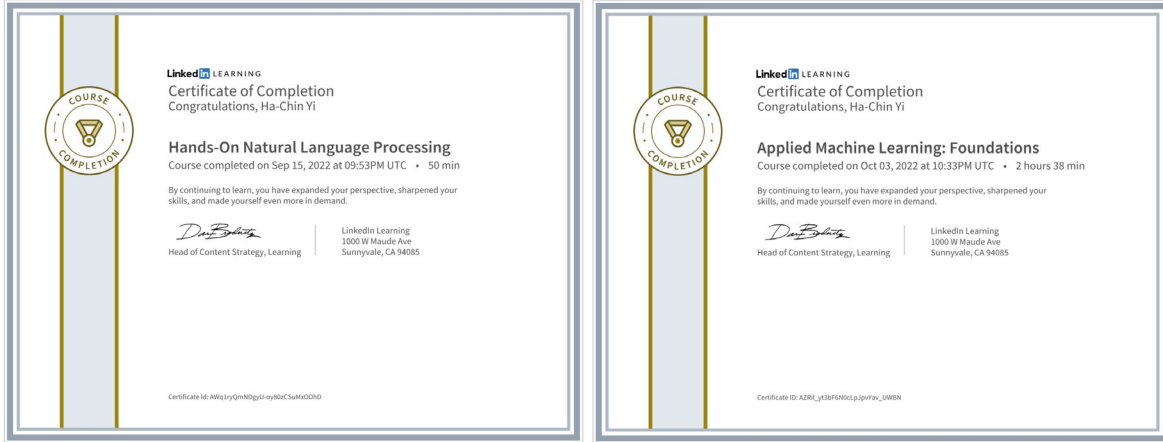 LinkedIn LEARNING
Certificate of Completion
Congratulations, Ha-Chin Yi
COURSE
COMPLETION
Hands-On Natural Language Processing
Course completed on Sep 15, 2022 at 09:53PM UTC • 50 min
By continuing to learn, you have expanded your perspective, sharpened your
skills, and made yourself even more in demand.
Head of Content Strategy, Learning
LinkedIn Learning
1000 W Maude Ave
Sunnyvale, CA 94085
Certificate Id: AWq1ryQmNDgyU-oy80zCSuMxODhD
LinkedIn LEARNING
Certificate of Completion
Congratulations, Ha-Chin Yi
COURSE
COMPLETION
Applied Machine Learning: Foundations
Course completed on Oct 03, 2022 at 10:33PM UTC • 2 hours 38 min
By continuing to learn, you have expanded your perspective, sharpened your
skills, and made yourself even more in demand.
Head of Content Strategy, Learning
LinkedIn Learning
1000 W Maude Ave
Sunnyvale, CA 94085
Certificate ID: